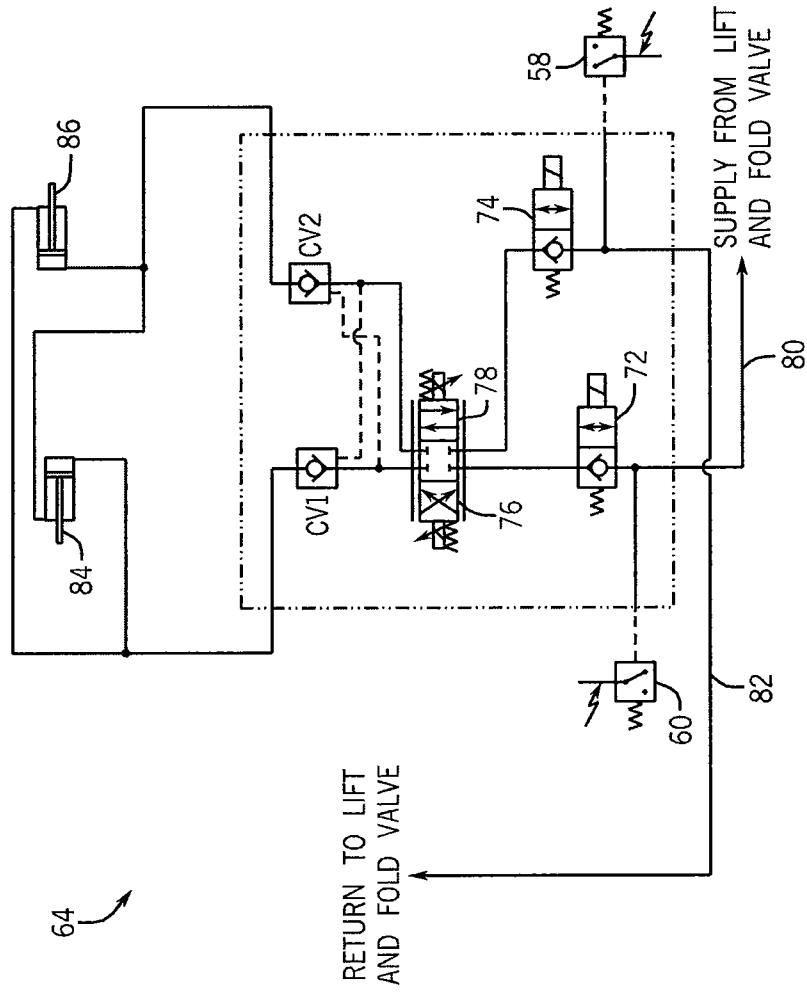 86
84
CV2
CV1
58
74
72
78
76
60
SUPPLY FROM LIFT
AND FOLD VALVE
80
82
RETURN TO LIFT
AND FOLD VALVE
64